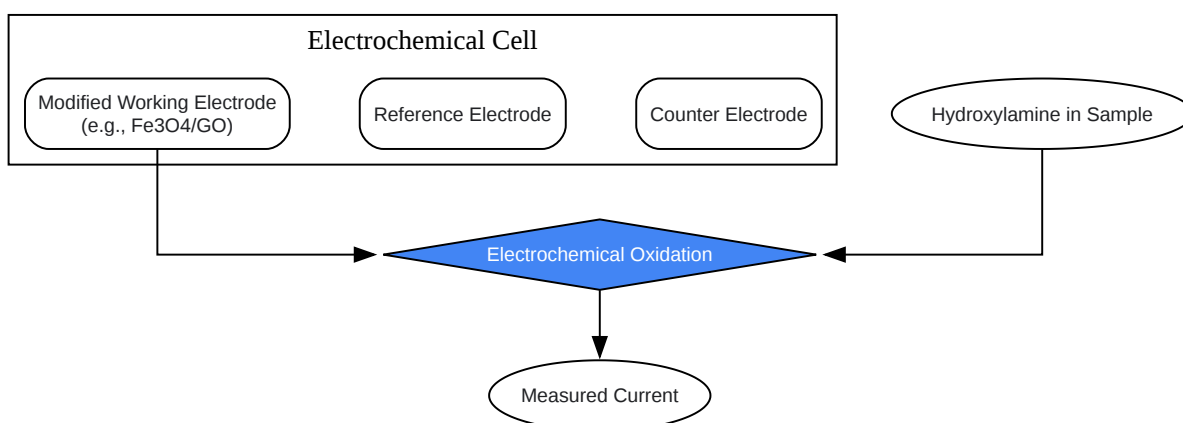 Electrochemical Cell
Modified Working Electrode
(e.g., Fe3O4/GO)
Reference Electrode
Counter Electrode
Hydroxylamine in Sample
Electrochemical Oxidation
Measured Current